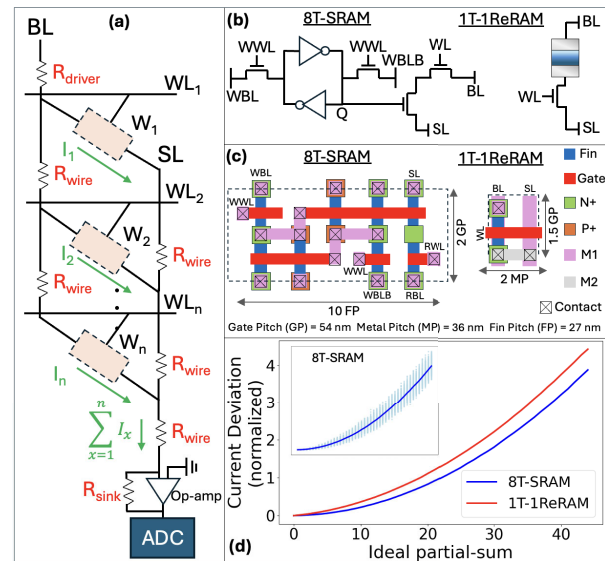 (a)
BL
R_driver
WL_1
W_1
I_1
SL
R_wire
WL_2
W_2
I_2
R_wire
R_wire
WL_n
W_n
I_n
R_wire
∑_{x=1}^{n} I_x
R_wire
R_sink
Op-amp
ADC
(b)
8T-SRAM
1T-1ReRAM
WWL
WWL
WL
BL
WBL
WBLB
BL
WL
Q
SL
SL
(c)
8T-SRAM
1T-1ReRAM
WBL
SL
BL
SL
WWL
WL
2 GP
1.5 GP
WWL
RWL
WBLB
RBL
10 FP
2 MP
Fin
Gate
N+
P+
M1
M2
Contact
Gate Pitch (GP) = 54 nm Metal Pitch (MP) = 36 nm Fin Pitch (FP) = 27 nm
8T-SRAM
Current Deviation
(normalized)
4
3
2
1
0
8T-SRAM
1T-1ReRAM
0 10 20 30 40
(d)
Ideal partial-sum